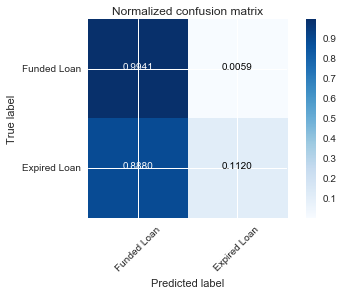 Normalized confusion matrix
True label
Funded Loan
0.9941
0.0059
Expired Loan
0.8880
0.1120
Funded Loan
Expired Loan
Predicted label
0.9
0.8
0.7
0.6
0.5
0.4
0.3
0.2
0.1